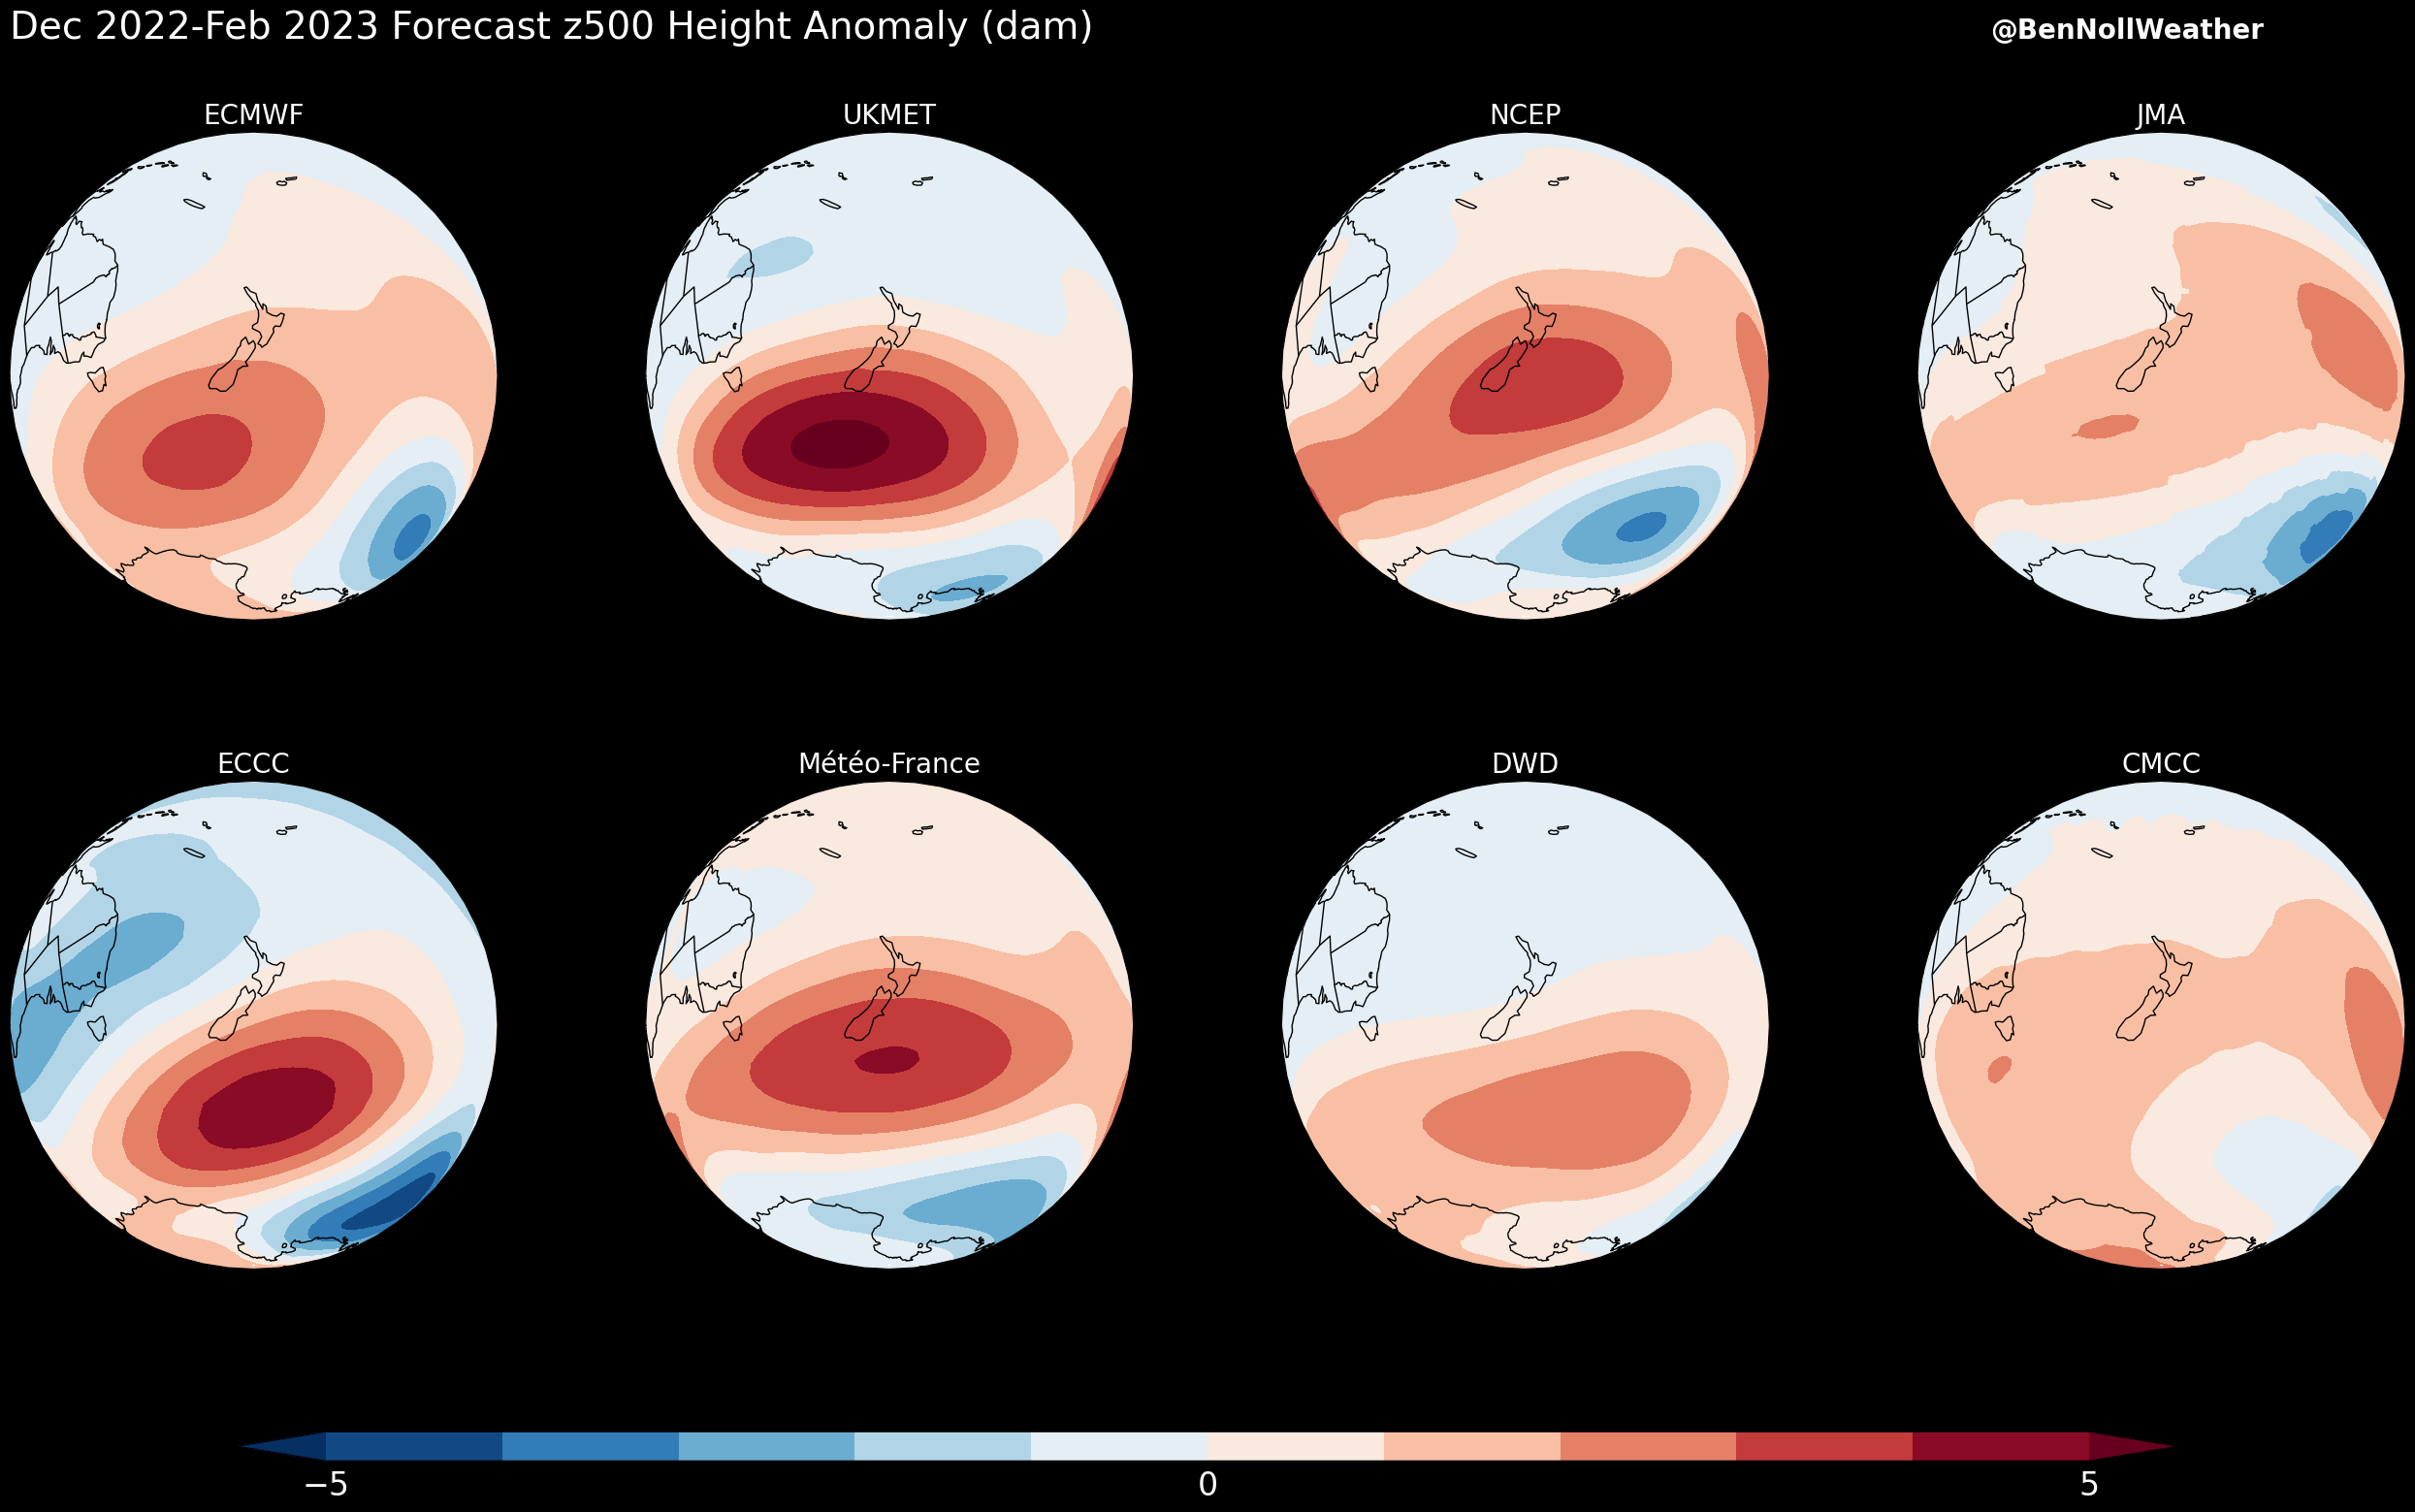 Dec 2022-Feb 2023 Forecast z500 Height Anomaly (dam)
@BenNollWeather
ECMWF
UKMET
NCEP
JMA
ECCC
Météo-France
DWD
CMCC
−5
0
5